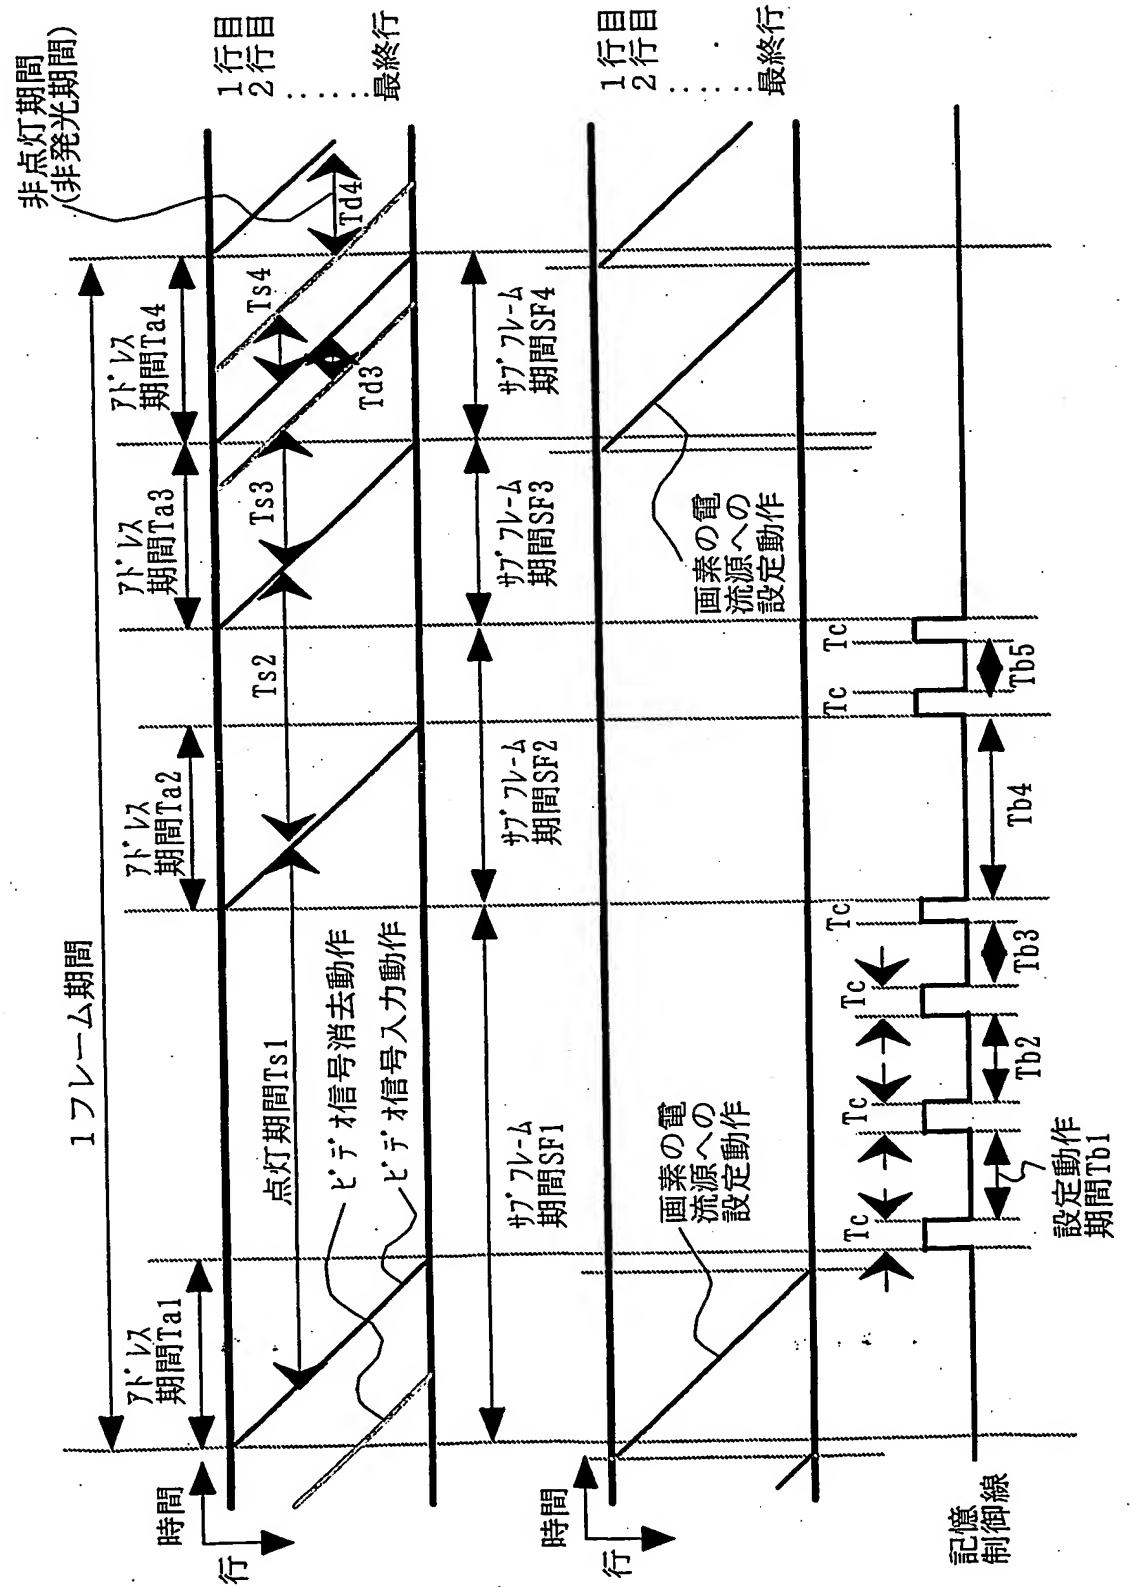 1フレーム期間
アドレス
期間Ta1
アドレス
期間Ta2
アドレス
期間Ta3
アドレス
期間Ta4
非点灯期間
(非発光期間)
時間
行
点灯期間Ts1
Ts2
Ts3
Ts4
Td3
Td4
ビデオ信号消去動作
ビデオ信号入力動作
1行目
2行目
......
最終行
サブフレーム
期間SF1
サブフレーム
期間SF2
サブフレーム
期間SF3
サブフレーム
期間SF4
時間
行
画素の電
流源への
設定動作
画素の電
流源への
設定動作
1行目
2行目
......
最終行
記憶
制御線
Tc
Tc
Tc
Tc
Tc
Tc
設定動作
期間Tb1
Tb2
Tb3
Tb4
Tb5